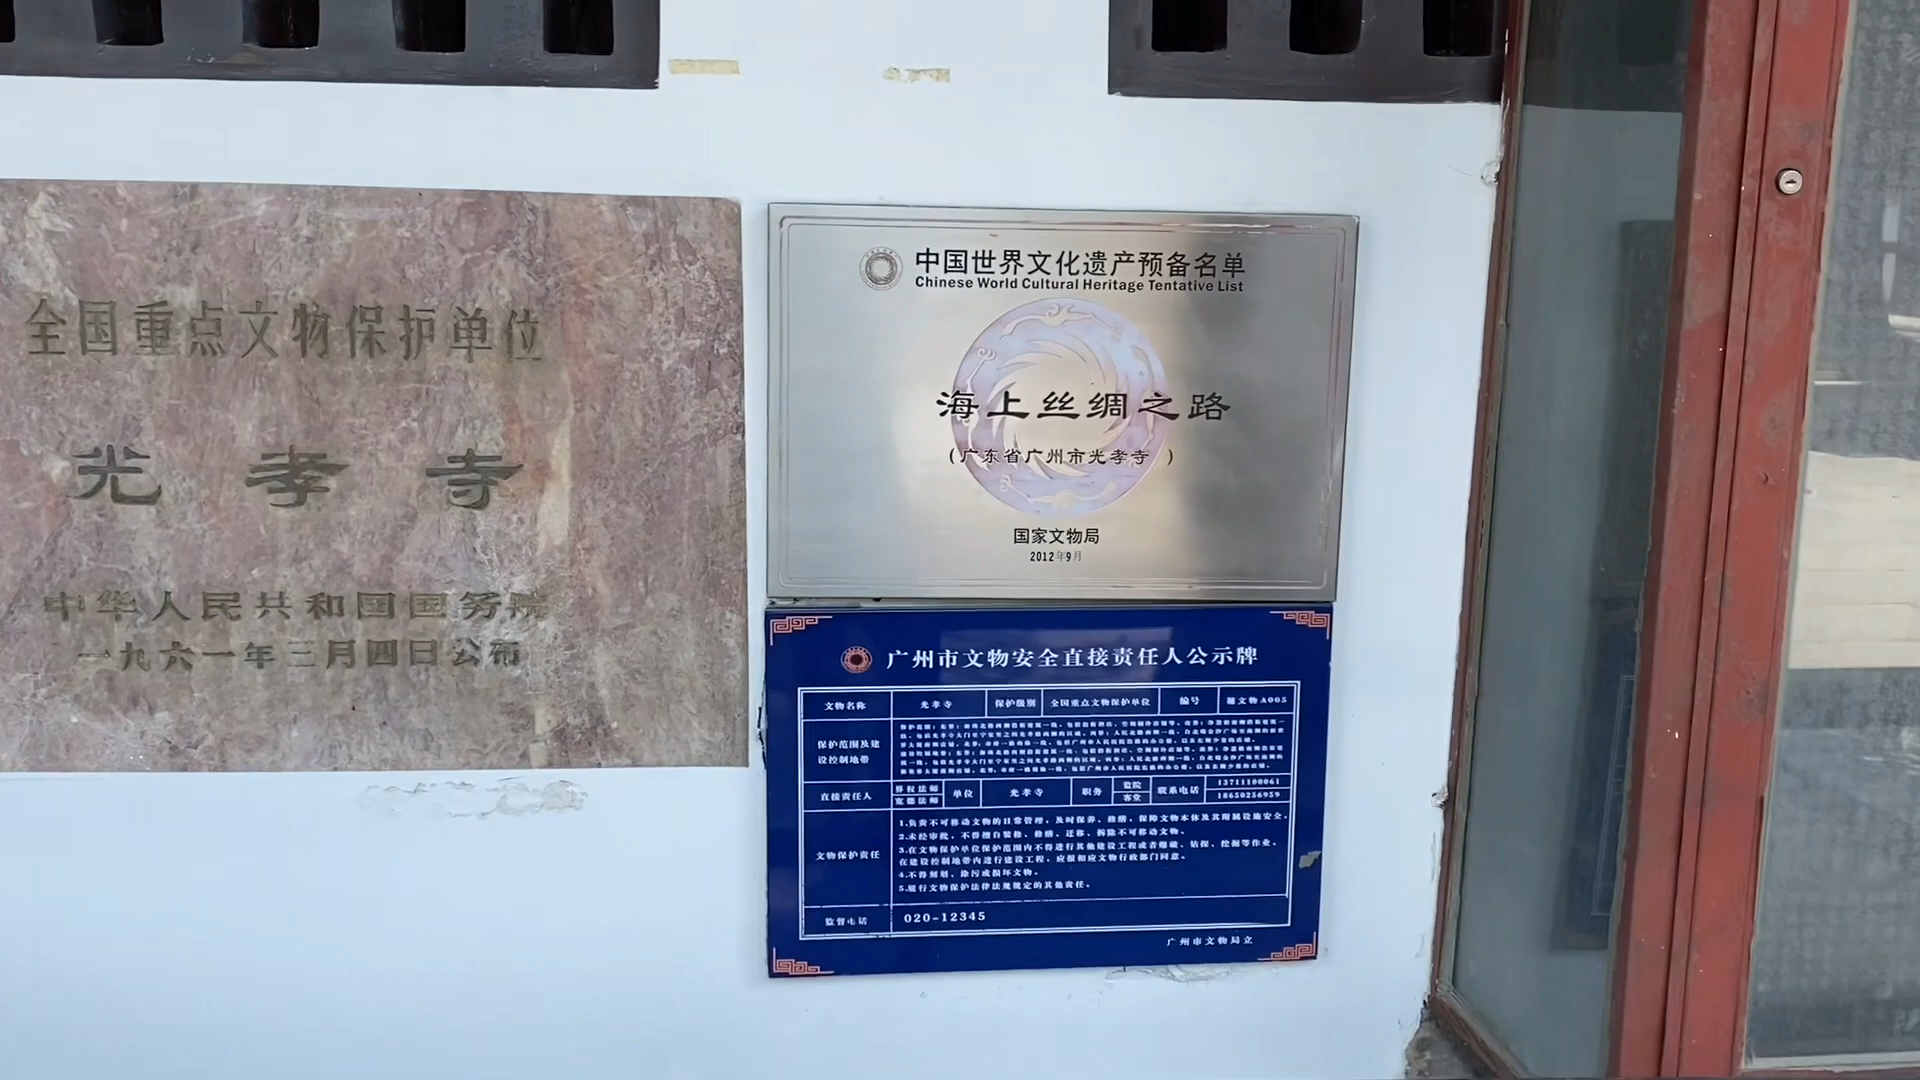 全国重点文物保护单位
光孝寺
中华人民共和国国务院
一九六一年三月四日公布
中国世界文化遗产预备名单
Chinese World Cultural Heritage Tentative List
海上丝绸之路
(广东省广州市光孝寺 )
国家文物局
2012年9月
广州市文物安全直接责任人公示牌
文物名称 光孝寺 保护级别 全国重点文物保护单位 编号 穗文物A005
保护范围及建
设控制地带
直接责任人 单位 光孝寺 职务 监院 联系电话 13711190061
客堂 18650256959
文物保护责任
1.负责不可移动文物的日常管理,及时保养、修缮,保障文物本体及其附属设施安全。
2.未经审批,不得擅自装修、修缮、迁移、拆除不可移动文物。
3.在文物保护单位保护范围内不得进行其他建设工程或者爆破、钻探、挖掘等作业。
在建设控制地带内进行建设工程,应报相应文物行政部门同意。
4.不得刻划、涂污或损坏文物。
5.履行文物保护法律法规规定的其他责任。
监督电话 020-12345
广州市文物局立